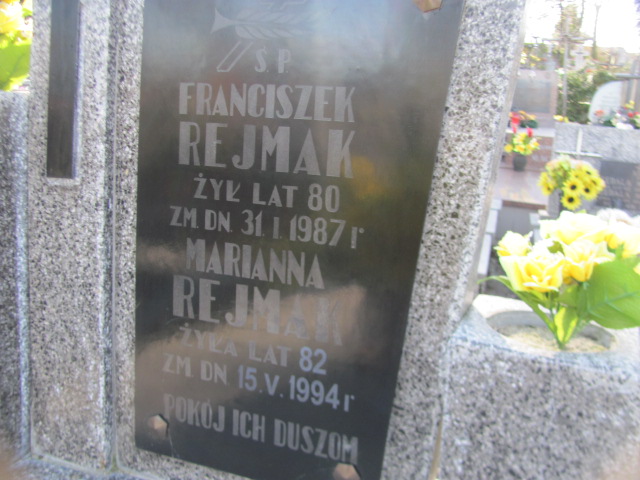 Ś P
FRANCISZEK
REJMAK
ŻYŁ LAT 80
ZM. DN. 31. I. 1987 r
MARIANNA
REJMAK
ŻYŁA LAT 82
ZM DN 15. V. 1994 r
POKÓJ ICH DUSZOM